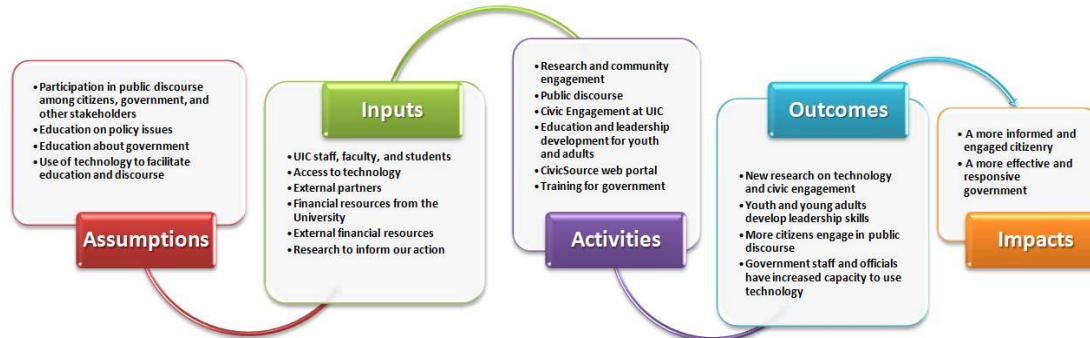 • Participation in public discourse
among citizens, government, and
other stakeholders
• Education on policy issues
• Education about government
• Use of technology to facilitate
education and discourse
Assumptions
Inputs
• UIC staff, faculty, and students
• Access to technology
• External partners
• Financial resources from the
University
• External financial resources
• Research to inform our action
• Research and community
engagement
• Public discourse
• Civic Engagement at UIC
• Education and leadership
development for youth
and adults
• CivicSource web portal
• Training for government
Activities
Outcomes
• New research on technology
and civic engagement
• Youth and young adults
develop leadership skills
• More citizens engage in public
discourse
• Government staff and officials
have increased capacity to use
technology
• A more informed and
engaged citizenry
• A more effective and
responsive
government
Impacts